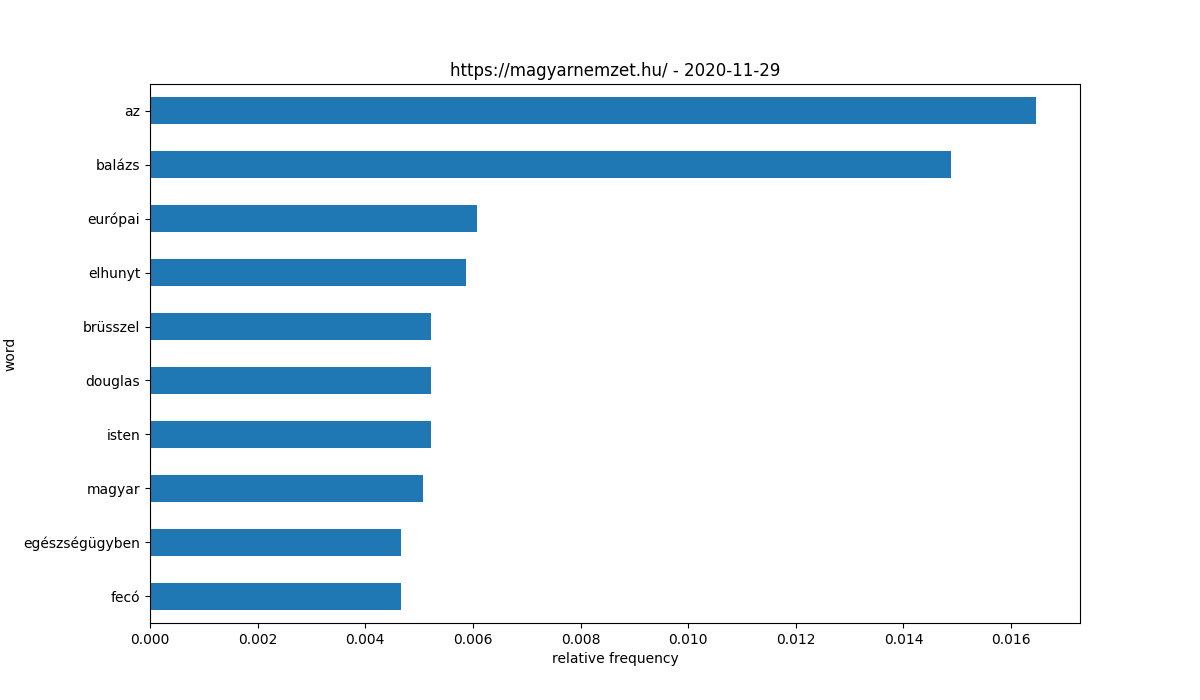 https://magyarnemzet.hu/ - 2020-11-29
az
balázs
európai
elhunyt
brüsszel
douglas
isten
magyar
egészségügyben
fecó
word
0.000 0.002 0.004 0.006 0.008 0.010 0.012 0.014 0.016
relative frequency